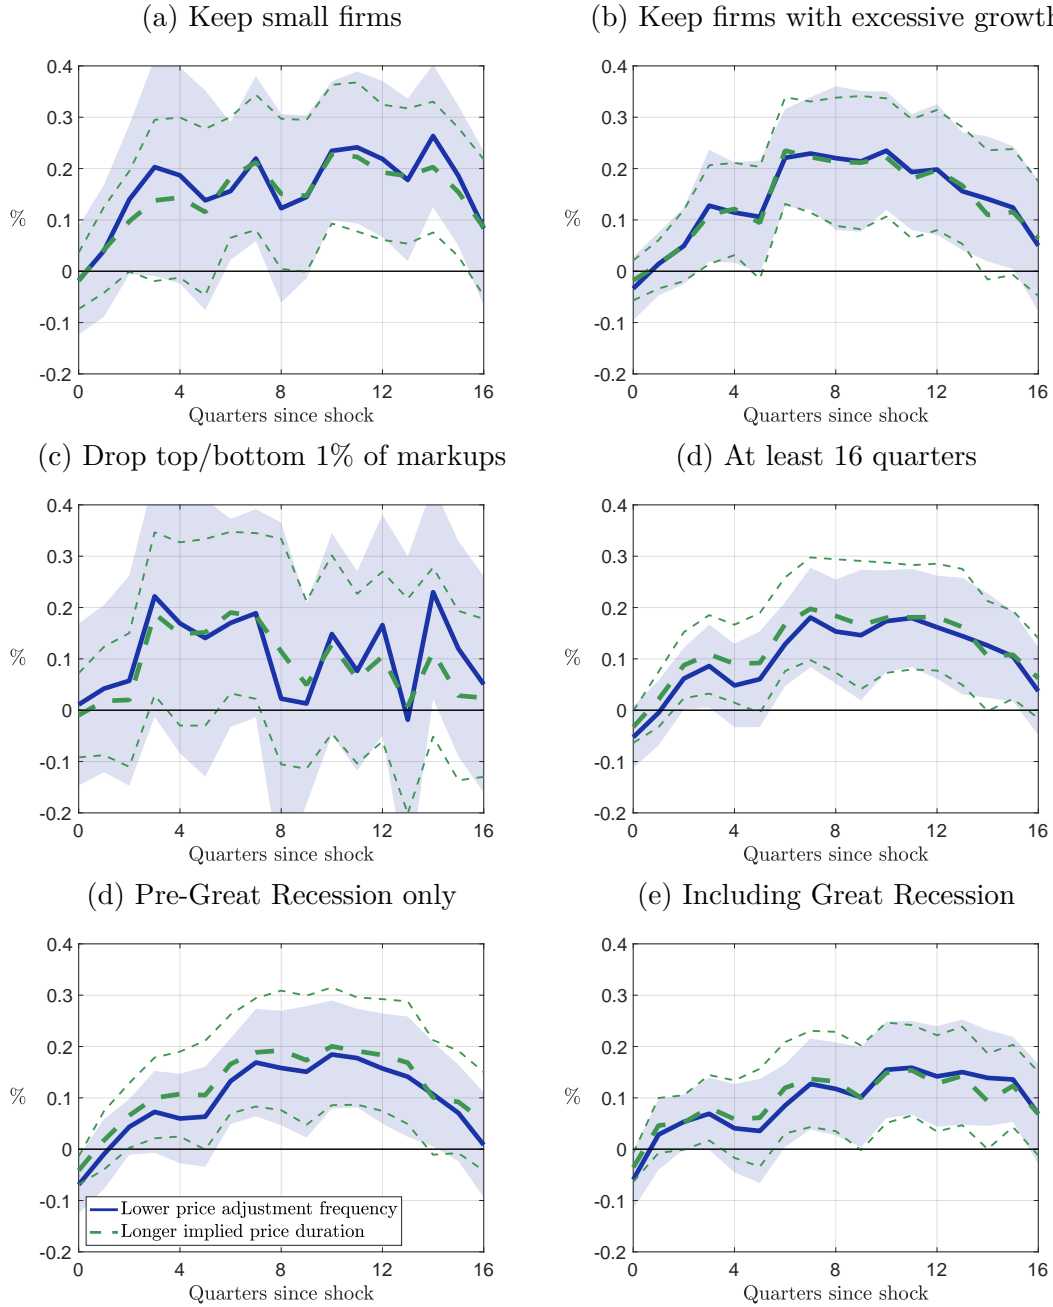 (a) Keep small firms
0.4
0.3
0.2
0.1
0
-0.1
-0.2
%
0 4 8 12 16
Quarters since shock
(b) Keep firms with excessive growth
0.4
0.3
0.2
0.1
0
-0.1
-0.2
%
0 4 8 12 16
Quarters since shock
(c) Drop top/bottom 1% of markups
0.4
0.3
0.2
0.1
0
-0.1
-0.2
%
0 4 8 12 16
Quarters since shock
(d) At least 16 quarters
0.4
0.3
0.2
0.1
0
-0.1
-0.2
%
0 4 8 12 16
Quarters since shock
(d) Pre-Great Recession only
0.4
0.3
0.2
0.1
0
-0.1
-0.2
%
Lower price adjustment frequency
Longer implied price duration
0 4 8 12 16
Quarters since shock
(e) Including Great Recession
0.4
0.3
0.2
0.1
0
-0.1
-0.2
%
0 4 8 12 16
Quarters since shock